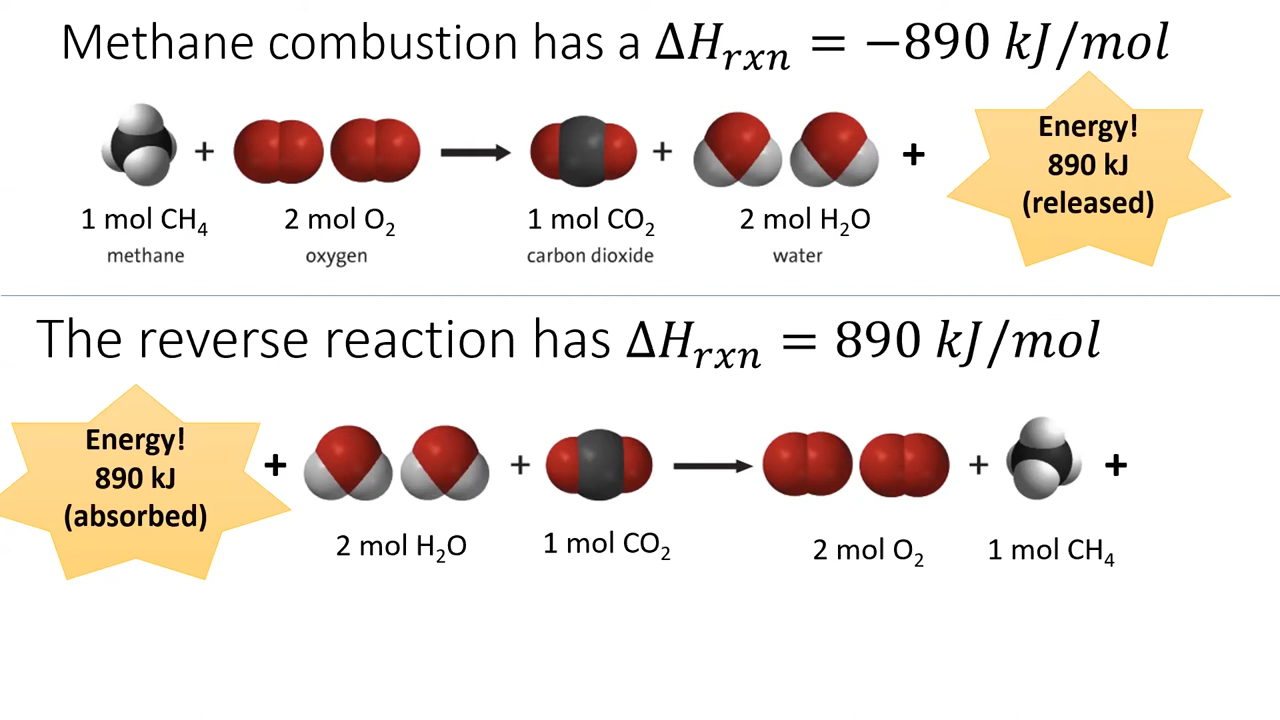 Methane combustion has a Δ𝐻ᵣₓₙ = −890 kJ/mol
+ + +
Energy!
890 kJ
(released)
1 mol CH₄ 2 mol O₂ 1 mol CO₂ 2 mol H₂O
methane oxygen carbon dioxide water
The reverse reaction has Δ𝐻ᵣₓₙ = 890 kJ/mol
Energy!
890 kJ
(absorbed)
+ + + +
2 mol H₂O 1 mol CO₂ 2 mol O₂ 1 mol CH₄